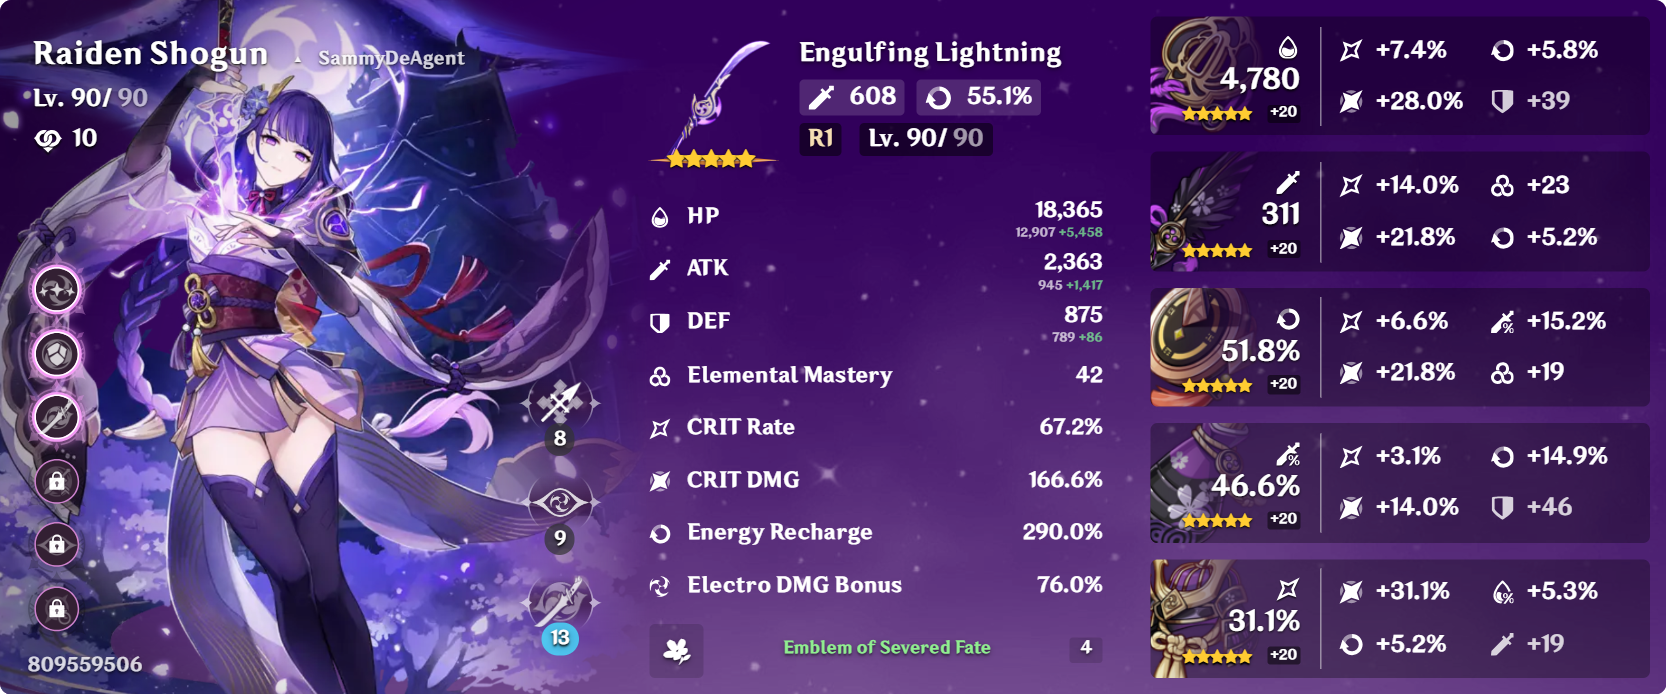 Raiden Shogun · SammyDeAgent
Lv. 90/ 90
10
8
9
13
809559506
Engulfing Lightning
608 55.1%
R1 Lv. 90/ 90
HP 18,365
12,907 +5,458
ATK 2,363
945 +1,417
DEF 875
789 +86
Elemental Mastery 42
CRIT Rate 67.2%
CRIT DMG 166.6%
Energy Recharge 290.0%
Electro DMG Bonus 76.0%
Emblem of Severed Fate 4
4,780
+20
+7.4% +5.8%
+28.0% +39
311
+20
+14.0% +23
+21.8% +5.2%
51.8%
+20
+6.6% +15.2%
+21.8% +19
46.6%
+20
+3.1% +14.9%
+14.0% +46
31.1%
+20
+31.1% +5.3%
+5.2% +19